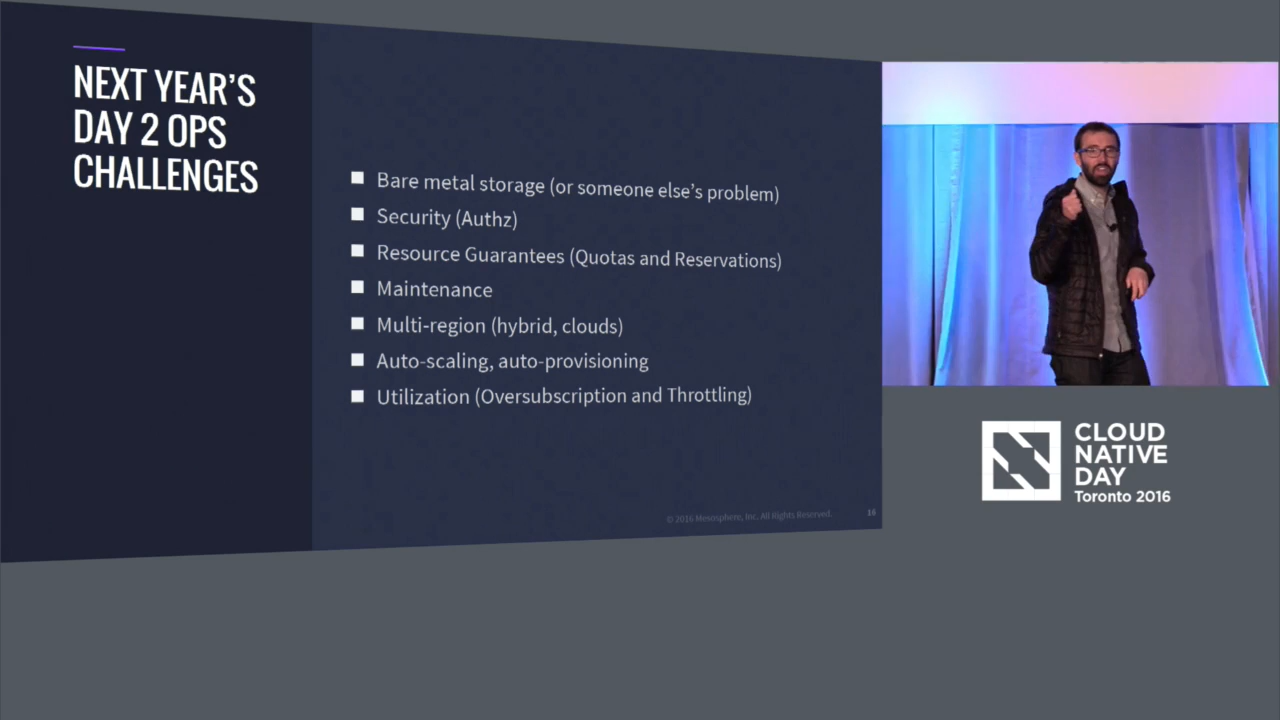 NEXT YEAR'S
DAY 2 OPS
CHALLENGES
Bare metal storage (or someone else's problem)
Security (Authz)
Resource Guarantees (Quotas and Reservations)
Maintenance
Multi-region (hybrid, clouds)
Auto-scaling, auto-provisioning
Utilization (Oversubscription and Throttling)
© 2016 Mesosphere, Inc. All Rights Reserved.
16
CLOUD
NATIVE
DAY
Toronto 2016